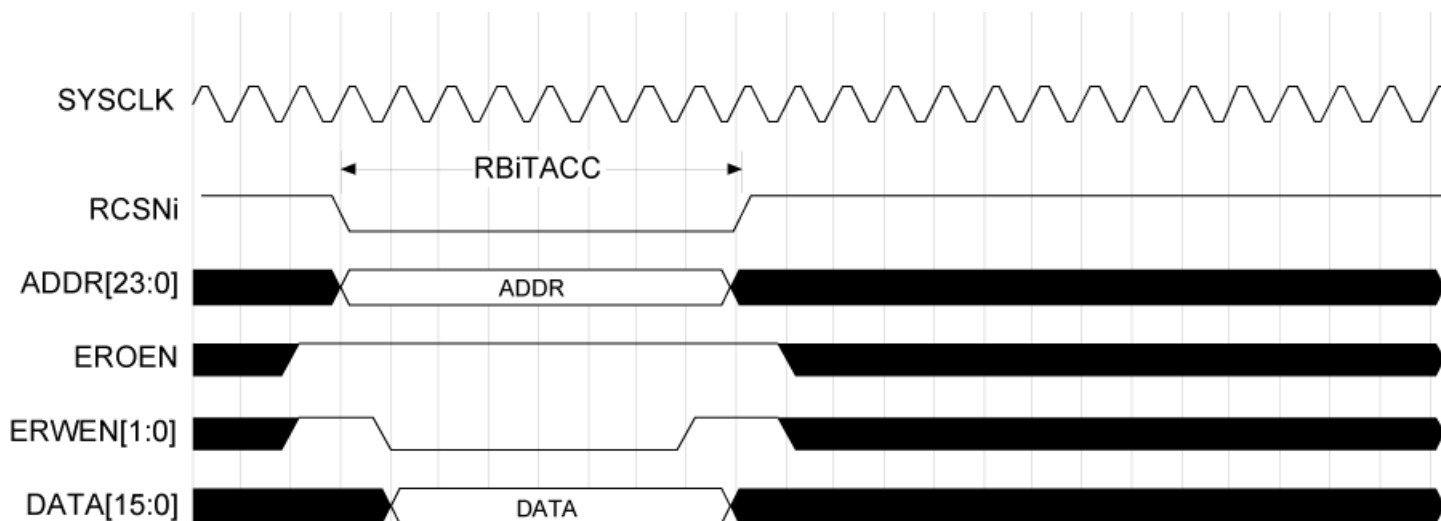 SYSCLK
RBiTACC
RCSNi
ADDR[23:0]
ADDR
EROEN
ERWEN[1:0]
DATA[15:0]
DATA